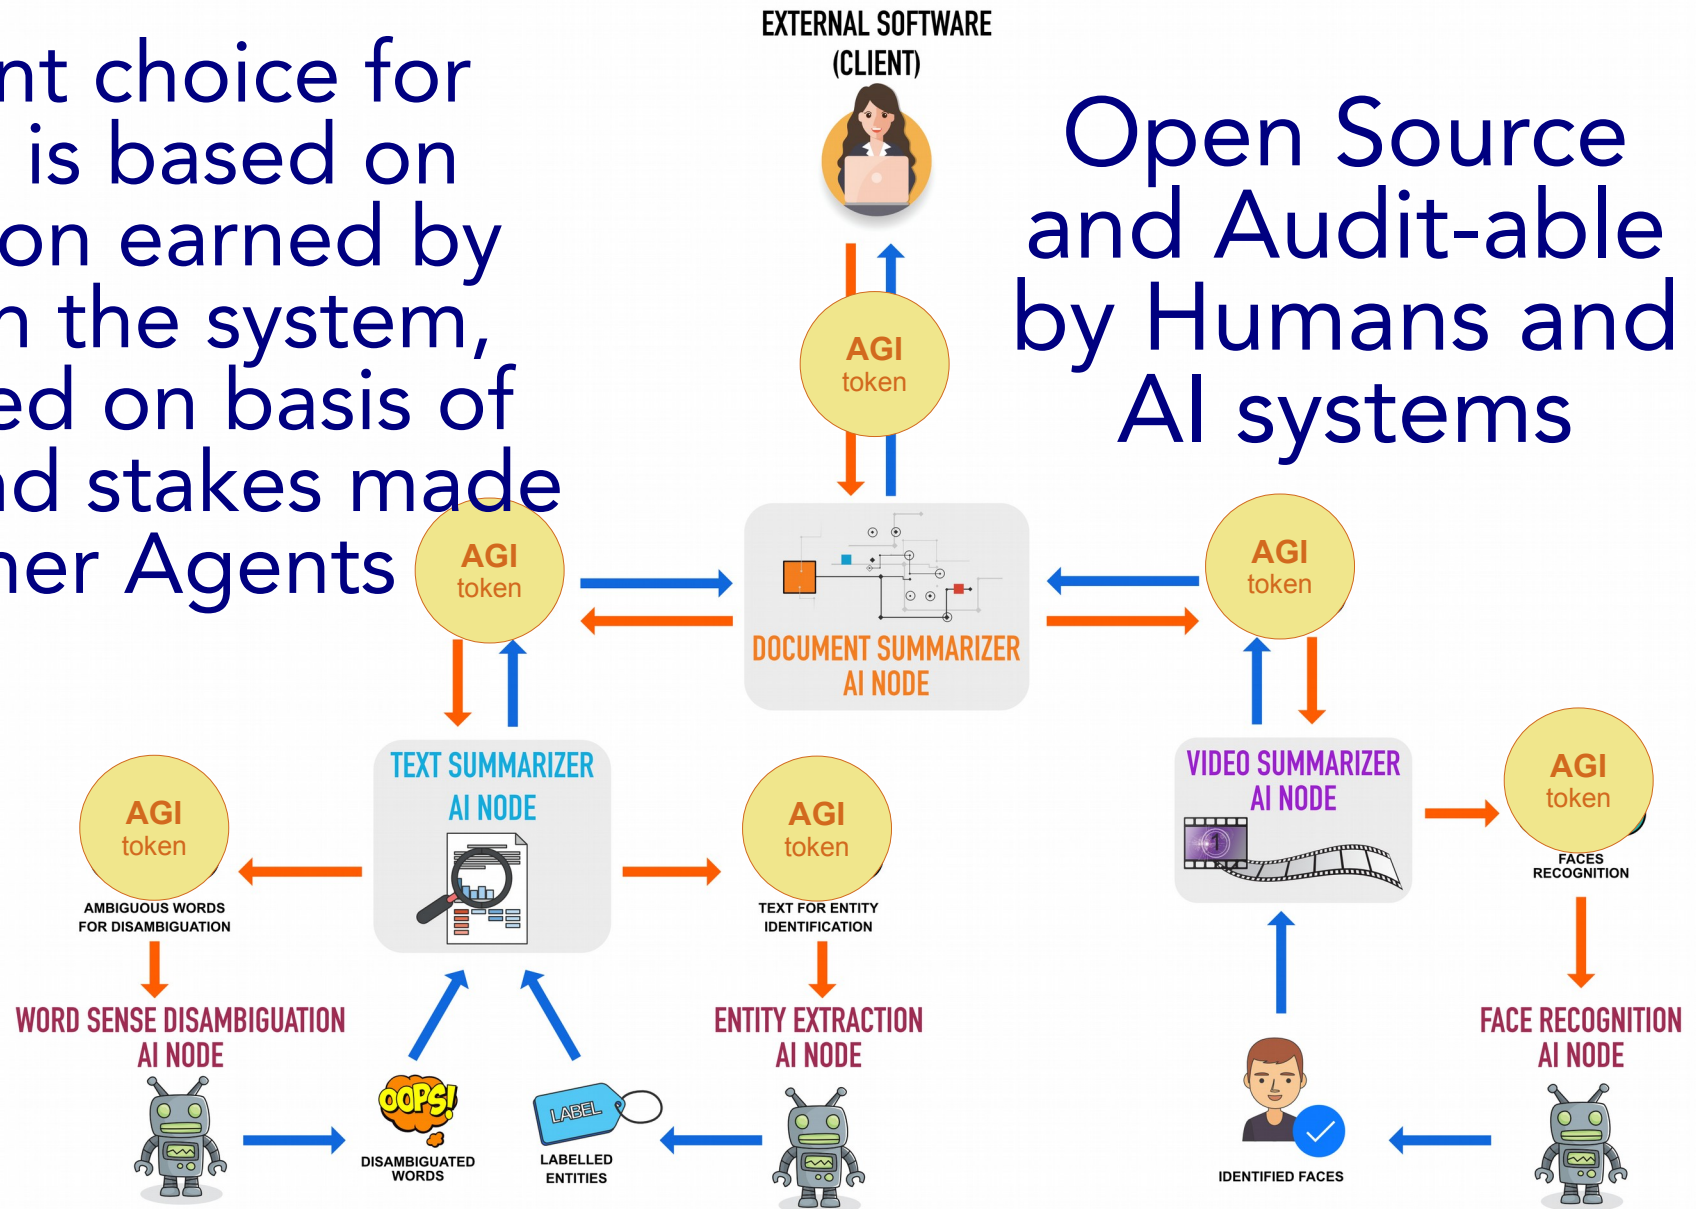 EXTERNAL SOFTWARE
(CLIENT)
nt choice for
is based on
on earned by
n the system,
ed on basis of
nd stakes made
ner Agents
Open Source
and Audit-able
by Humans and
AI systems
AGI
token
AGI
token
AGI
token
DOCUMENT SUMMARIZER
AI NODE
TEXT SUMMARIZER
AI NODE
VIDEO SUMMARIZER
AI NODE
AGI
token
AGI
token
AGI
token
AMBIGUOUS WORDS
FOR DISAMBIGUATION
TEXT FOR ENTITY
IDENTIFICATION
FACES
RECOGNITION
WORD SENSE DISAMBIGUATION
AI NODE
ENTITY EXTRACTION
AI NODE
FACE RECOGNITION
AI NODE
OOPS!
LABEL
DISAMBIGUATED
WORDS
LABELLED
ENTITIES
IDENTIFIED FACES